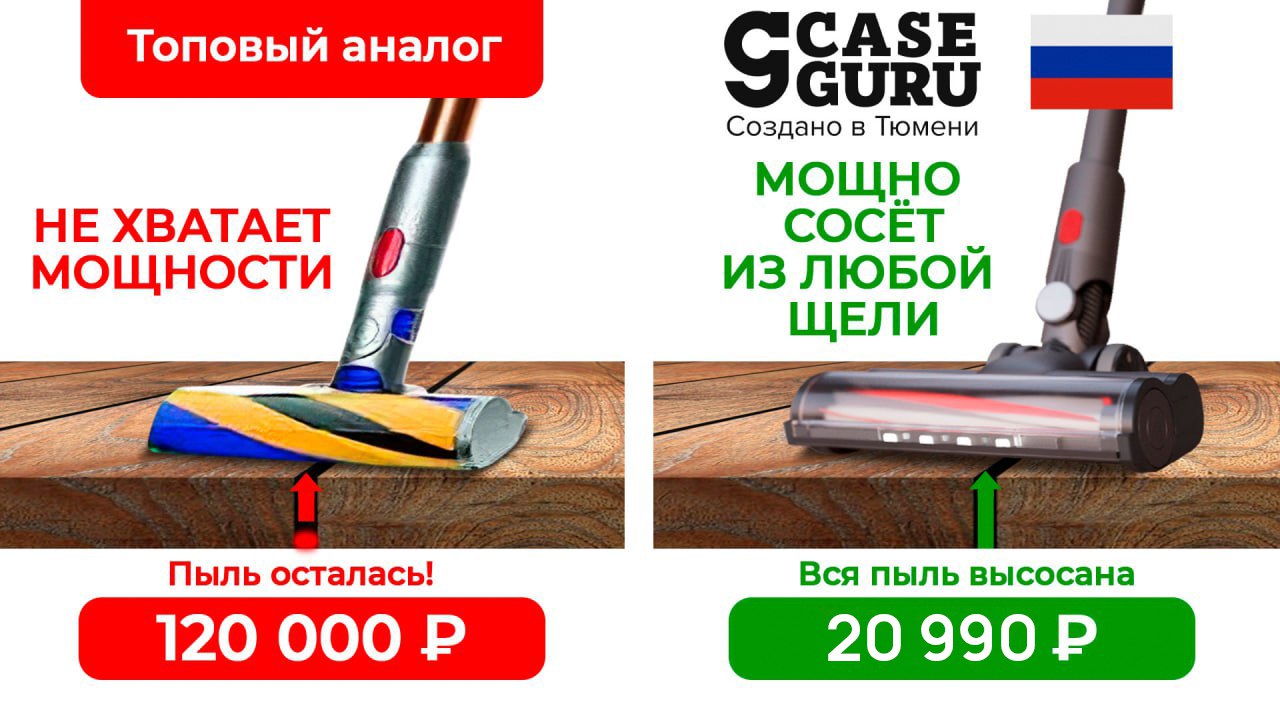 Топовый аналог
НЕ ХВАТАЕТ
МОЩНОСТИ
Пыль осталась!
120 000 ₽
g CASE
GURU
Создано в Тюмени
МОЩНО
СОСЁТ
ИЗ ЛЮБОЙ
ЩЕЛИ
Вся пыль высосана
20 990 ₽